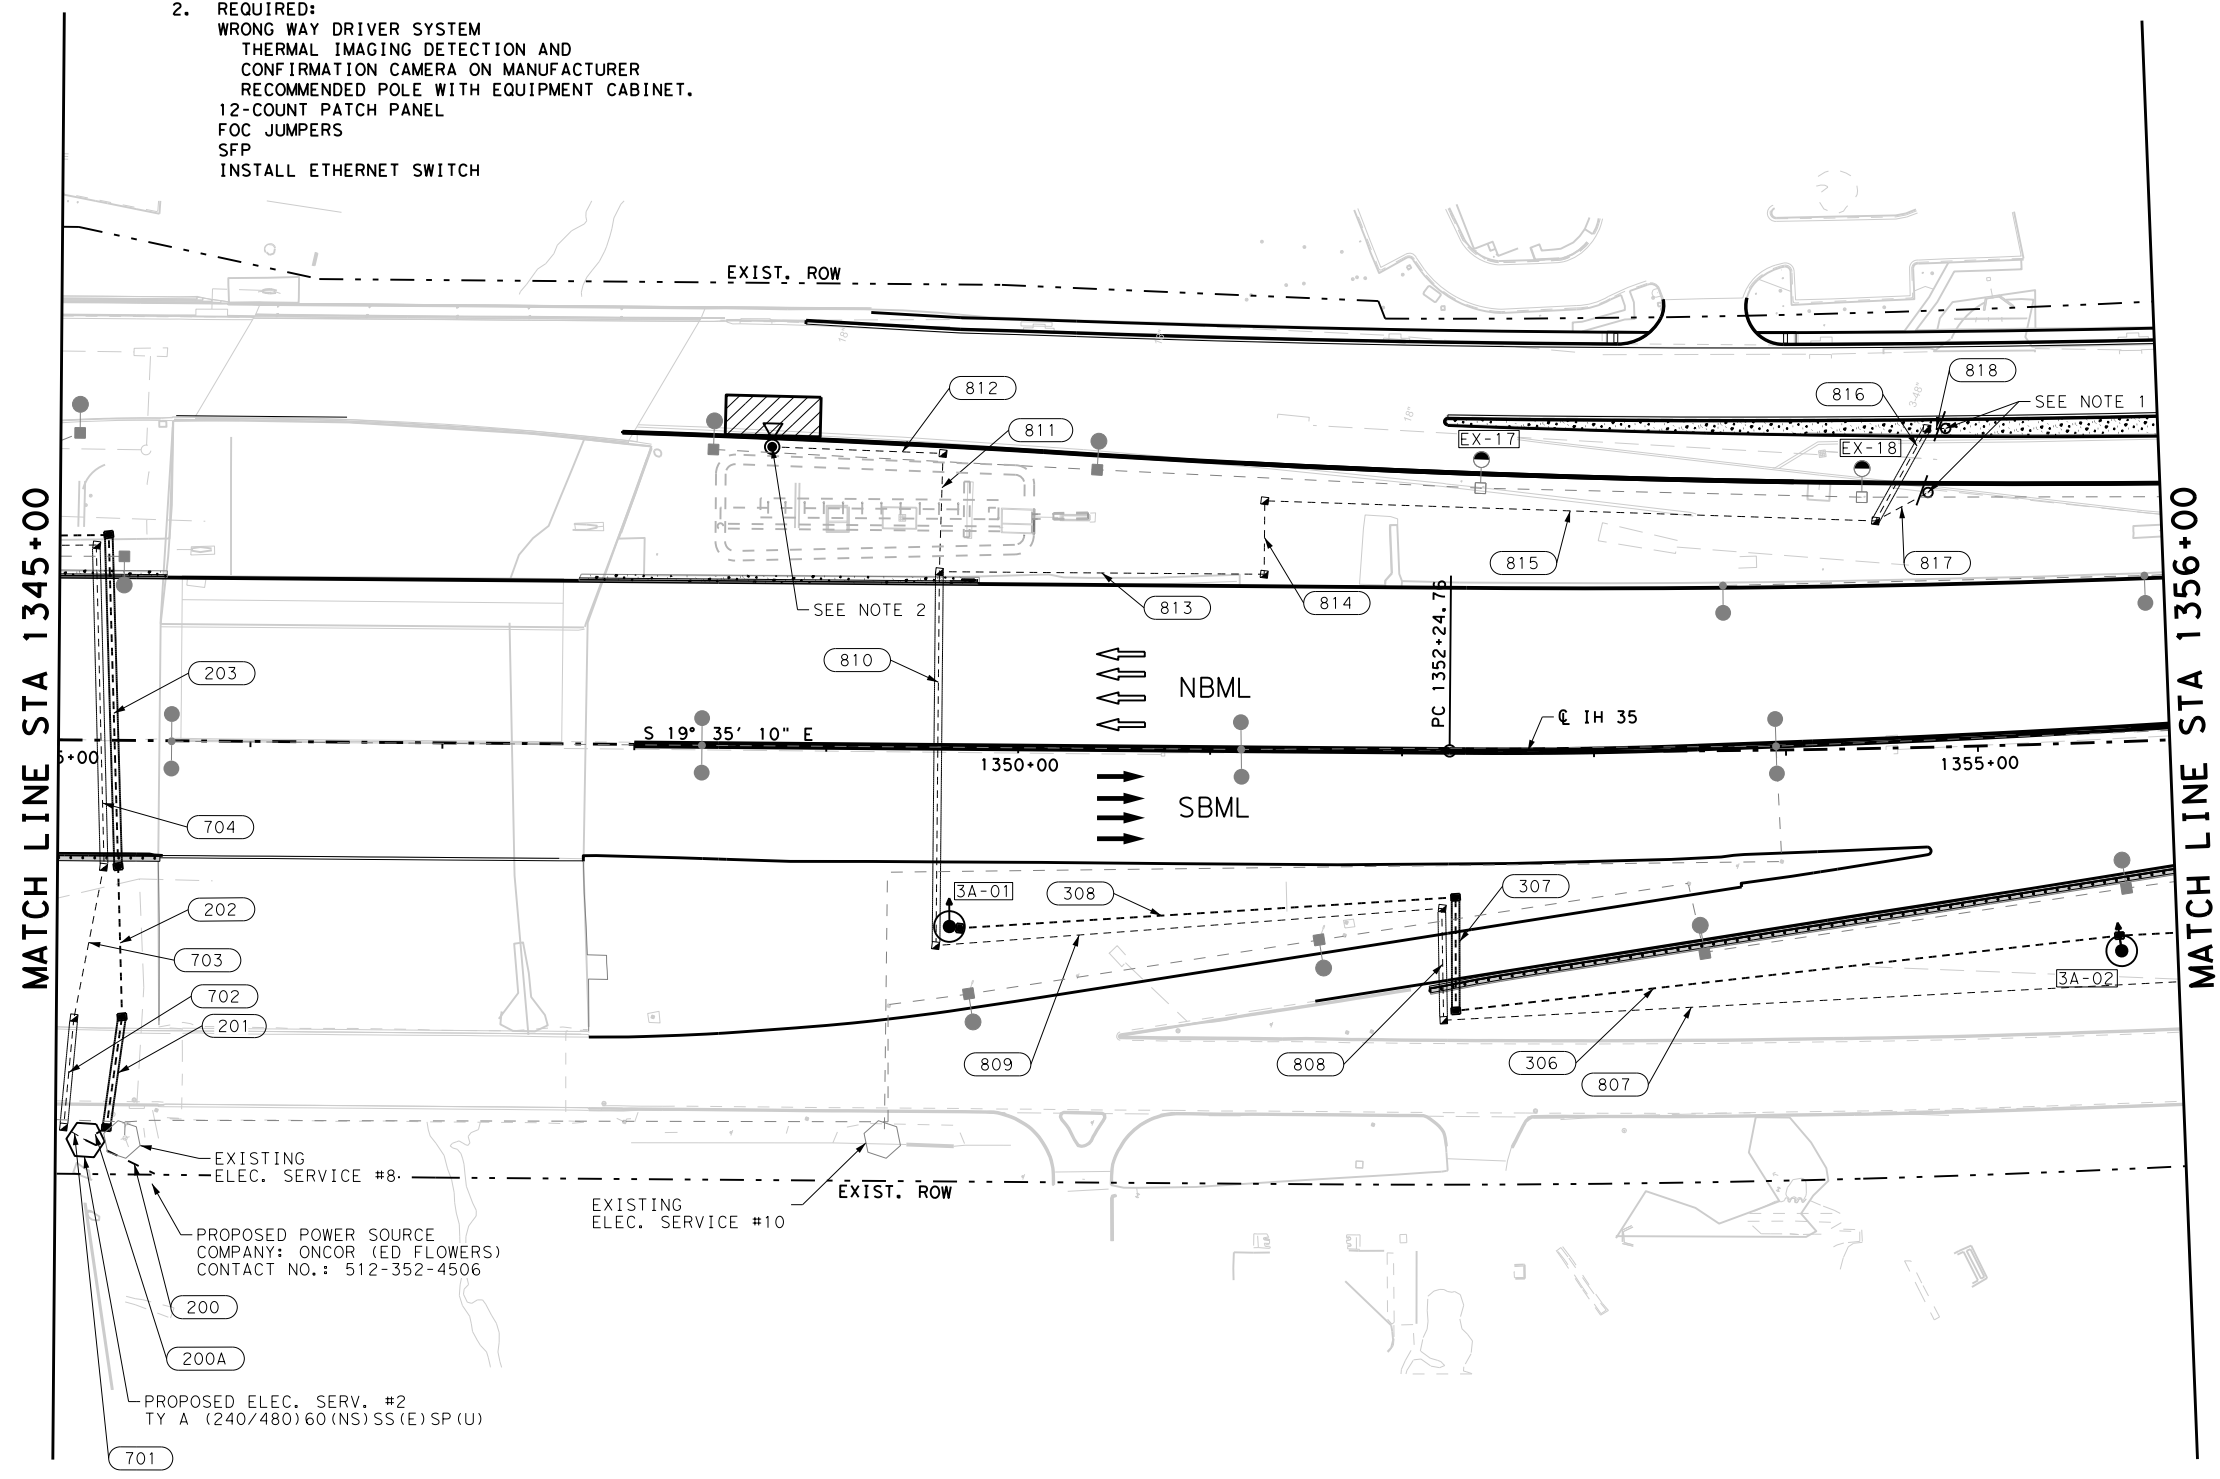 2. REQUIRED:
WRONG WAY DRIVER SYSTEM
THERMAL IMAGING DETECTION AND
CONFIRMATION CAMERA ON MANUFACTURER
RECOMMENDED POLE WITH EQUIPMENT CABINET.
12-COUNT PATCH PANEL
FOC JUMPERS
SFP
INSTALL ETHERNET SWITCH
EXIST. ROW
18"
18"
812
811
818
816
3-48"
18"
SEE NOTE 1
EX-17
EX-18
MATCH LINE STA 1345+00
MATCH LINE STA 1356+00
815
817
SEE NOTE 2
813
814
203
810
PC 1352+24.76
NBML
S 19° 35' 10" E
℄ IH 35
5+00
1350+00
1355+00
SBML
704
3A-01
308
307
202
703
702
201
3A-02
809
808
306
807
EXISTING
ELEC. SERVICE #8
EXISTING
ELEC. SERVICE #10
EXIST. ROW
PROPOSED POWER SOURCE
COMPANY: ONCOR (ED FLOWERS)
CONTACT NO.: 512-352-4506
200
200A
PROPOSED ELEC. SERV. #2
TY A (240/480)60(NS)SS(E)SP(U)
701